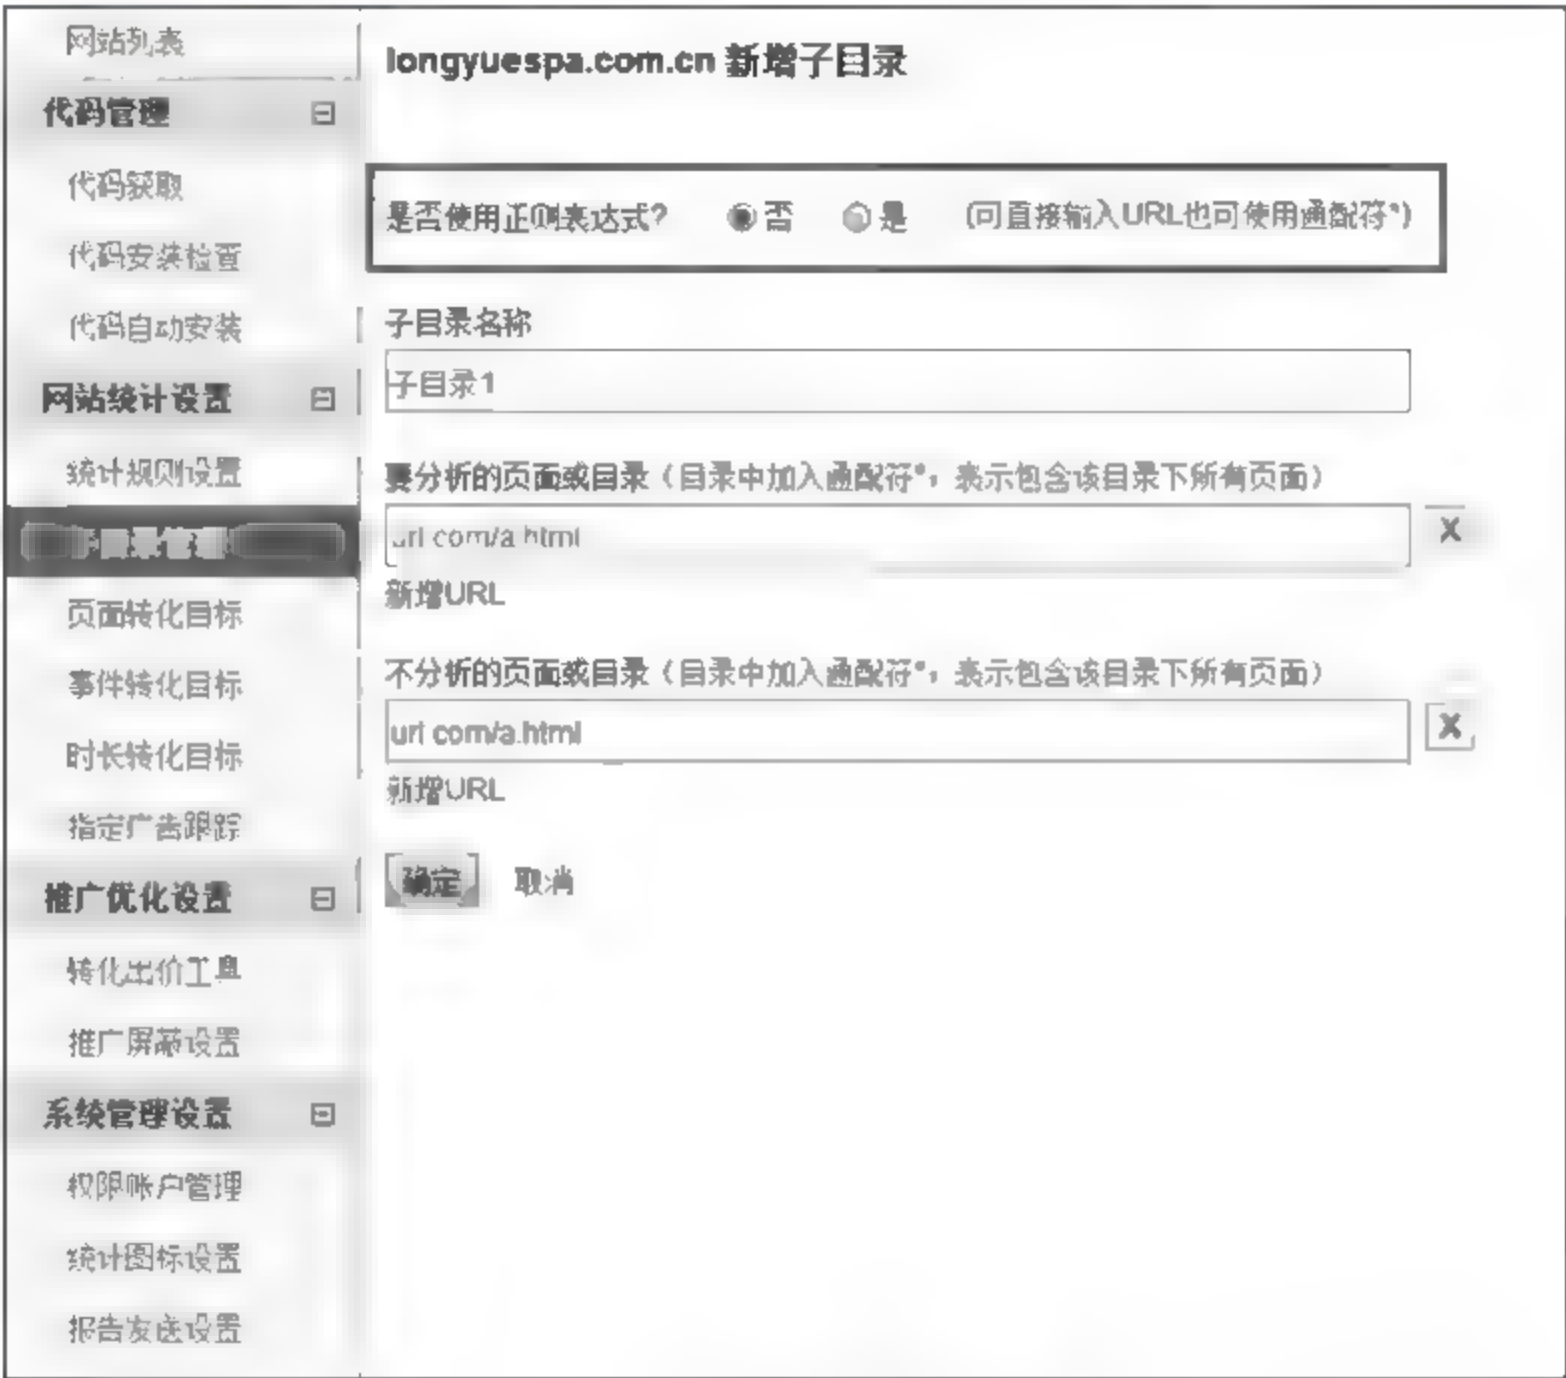 网站列表
代码管理
代码获取
代码安装检查
代码自动安装
网站统计设置
统计规则设置
子目录管理
页面转化目标
事件转化目标
时长转化目标
指定广告跟踪
推广优化设置
转化出价工具
推广屏蔽设置
系统管理设置
权限帐户管理
统计图标设置
报告发送设置
longyuespa.com.cn 新增子目录
是否使用正则表达式? 否 是 (可直接输入URL也可使用通配符*)
子目录名称
子目录1
要分析的页面或目录（目录中加入通配符*，表示包含该目录下所有页面）
url com/a.html X
新增URL
不分析的页面或目录（目录中加入通配符*，表示包含该目录下所有页面）
url com/a.html X
新增URL
确定 取消